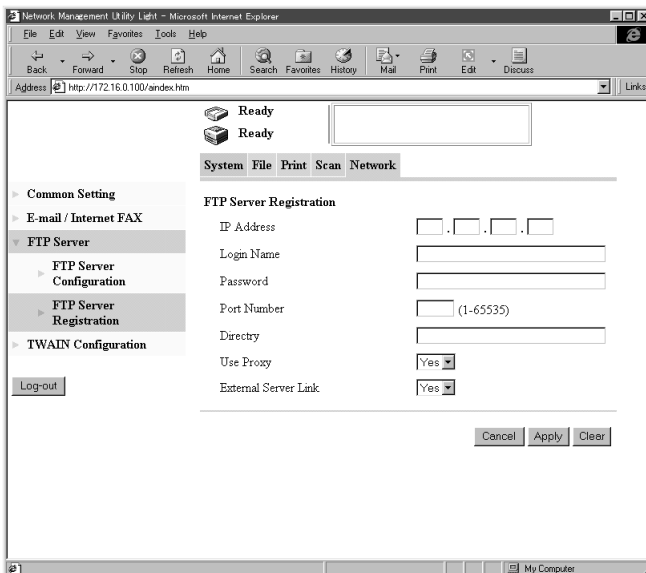 Network Management Utility Light - Microsoft Internet Explorer
File Edit View Favorites Tools Help
Back Forward Stop Refresh Home Search Favorites History Mail Print Edit Discuss
Address http://172.16.0.100/aindex.htm Links
Ready
Ready
System File Print Scan Network
Common Setting
E-mail / Internet FAX
FTP Server
FTP Server
Configuration
FTP Server
Registration
TWAIN Configuration
Log-out
FTP Server Registration
IP Address . . .
Login Name
Password
Port Number (1-65535)
Directry
Use Proxy Yes
External Server Link Yes
Cancel Apply Clear
My Computer